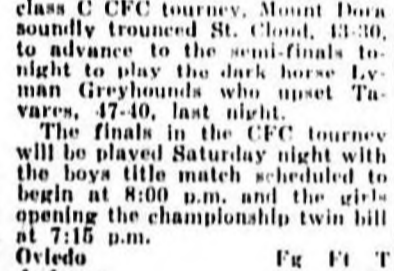 class C CFC tourney, Mount Dora
soundly trounced St. Cloud, 43-30,
to advance to the semi-finals to-
night to play the dark horse Ly-
man Greyhounds who upset Ta-
vares, 47-40, last night.
The finals in the CFC tourney
will be played Saturday night with
the boys title match scheduled to
begin at 8:00 p.m. and the girls
opening the championship twin bill
at 7:15 p.m.
Oviedo Fg Ft T